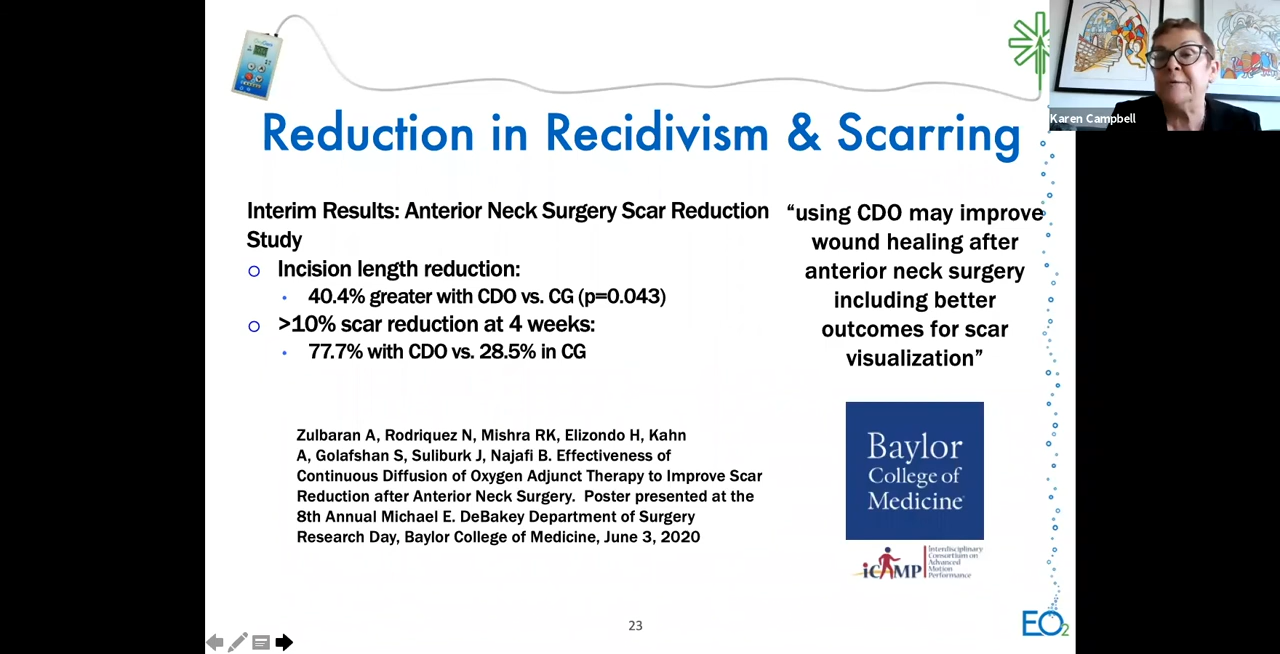 Karen Campbell
Reduction in Recidivism & Scarring
Interim Results: Anterior Neck Surgery Scar Reduction
Study
Incision length reduction:
40.4% greater with CDO vs. CG (p=0.043)
>10% scar reduction at 4 weeks:
77.7% with CDO vs. 28.5% in CG
“using CDO may improve
wound healing after
anterior neck surgery
including better
outcomes for scar
visualization”
Zulbaran A, Rodriquez N, Mishra RK, Elizondo H, Kahn
A, Golafshan S, Suliburk J, Najafi B. Effectiveness of
Continuous Diffusion of Oxygen Adjunct Therapy to Improve Scar
Reduction after Anterior Neck Surgery. Poster presented at the
8th Annual Michael E. DeBakey Department of Surgery
Research Day, Baylor College of Medicine, June 3, 2020
Baylor
College of
Medicine
iCAMP
Interdisciplinary
Consortium on
Advanced
Motion
Performance
23
EO2